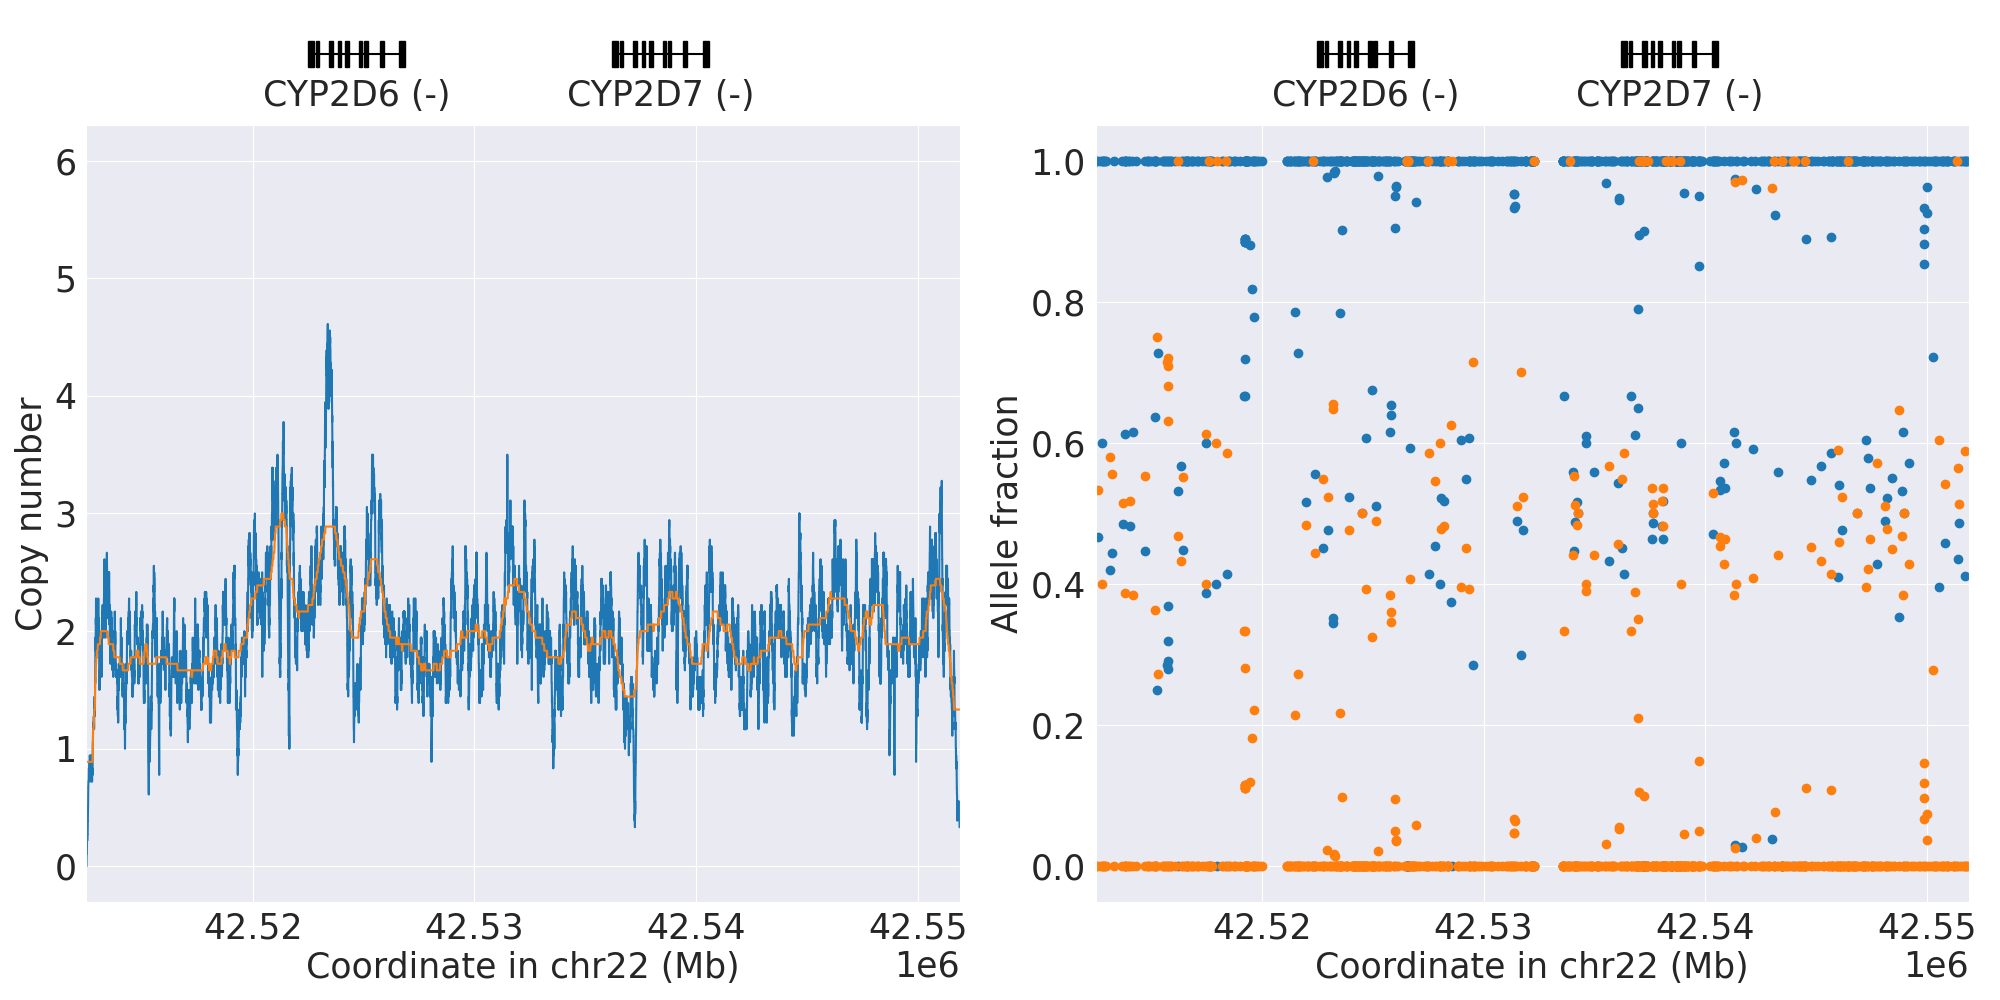 CYP2D6 (-) CYP2D7 (-)
6
5
4
3
2
1
0
Copy number
42.52 42.53 42.54 42.55
Coordinate in chr22 (Mb)
1e6
CYP2D6 (-) CYP2D7 (-)
1.0
0.8
0.6
0.4
0.2
0.0
Allele fraction
42.52 42.53 42.54 42.55
Coordinate in chr22 (Mb)
1e6